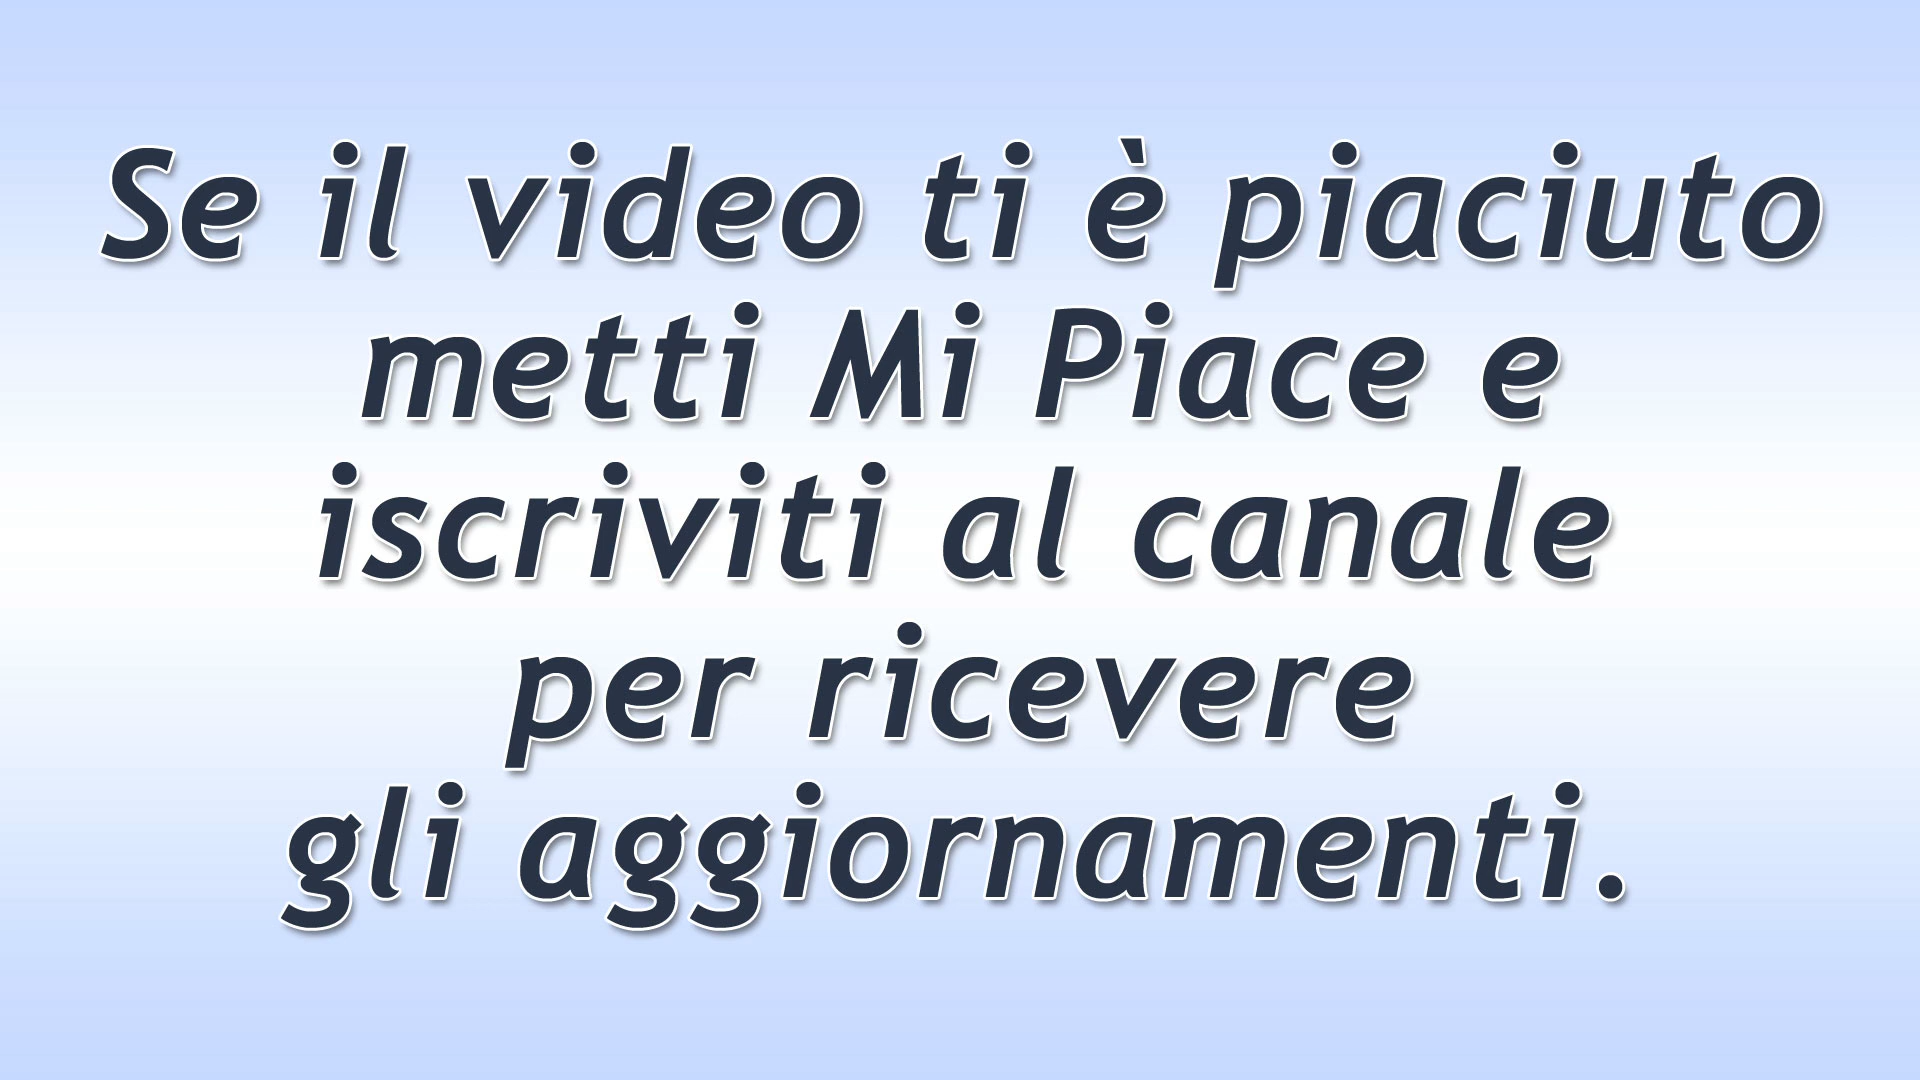 Se il video ti è piaciuto
metti Mi Piace e
iscriviti al canale
per ricevere
gli aggiornamenti.